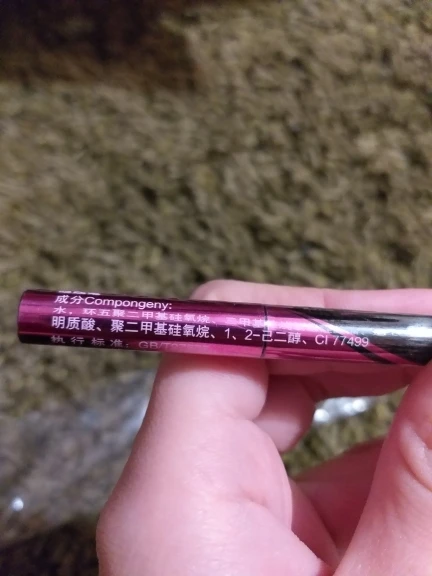 成分Compongeny:
水，环五聚二甲基硅氧烷、
明质酸、聚二甲基硅氧烷、1、2-己二醇、CI 77499
执行标准: GB/